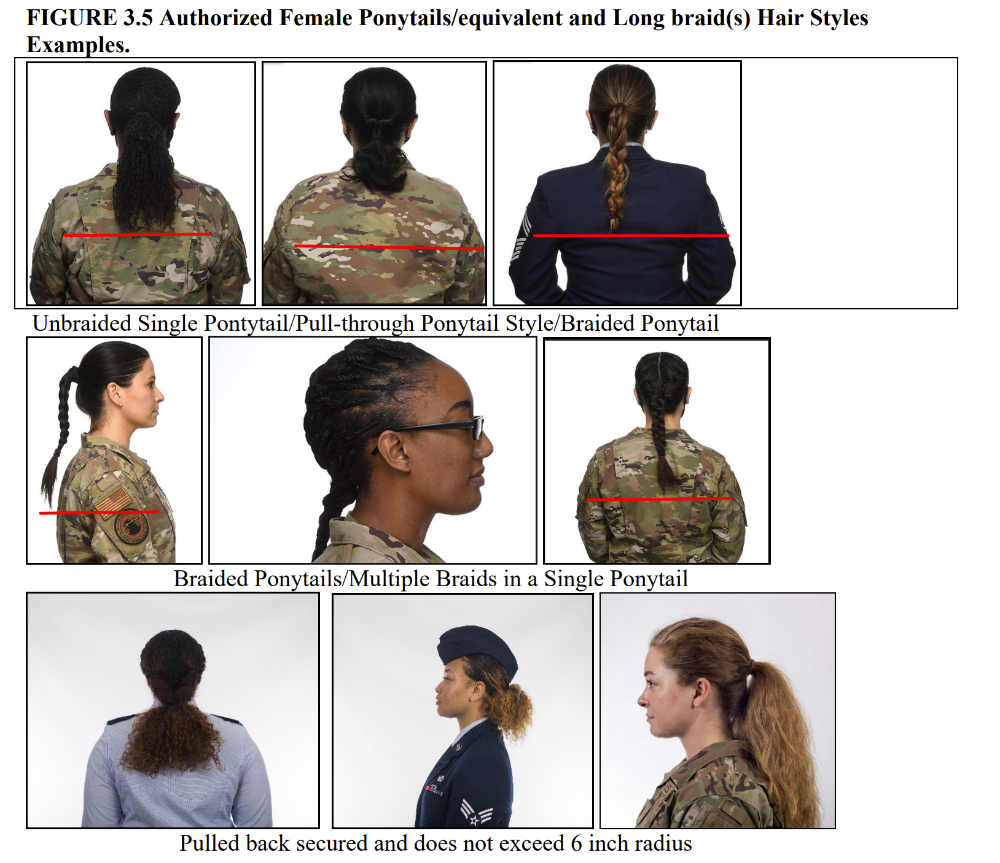 FIGURE 3.5 Authorized Female Ponytails/equivalent and Long braid(s) Hair Styles
Examples.
Unbraided Single Pontytail/Pull-through Ponytail Style/Braided Ponytail
Braided Ponytails/Multiple Braids in a Single Ponytail
Pulled back secured and does not exceed 6 inch radius